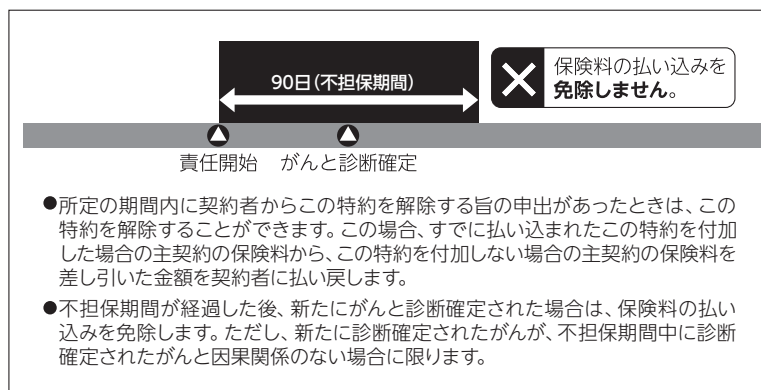 90日(不担保期間)
保険料の払い込みを
免除しません。
責任開始 がんと診断確定
●所定の期間内に契約者からこの特約を解除する旨の申出があったときは、この
特約を解除することができます。この場合、すでに払い込まれたこの特約を付加
した場合の主契約の保険料から、この特約を付加しない場合の主契約の保険料を
差し引いた金額を契約者に払い戻します。
●不担保期間が経過した後、新たにがんと診断確定された場合は、保険料の払い
込みを免除します。ただし、新たに診断確定されたがんが、不担保期間中に診断
確定されたがんと因果関係のない場合に限ります。